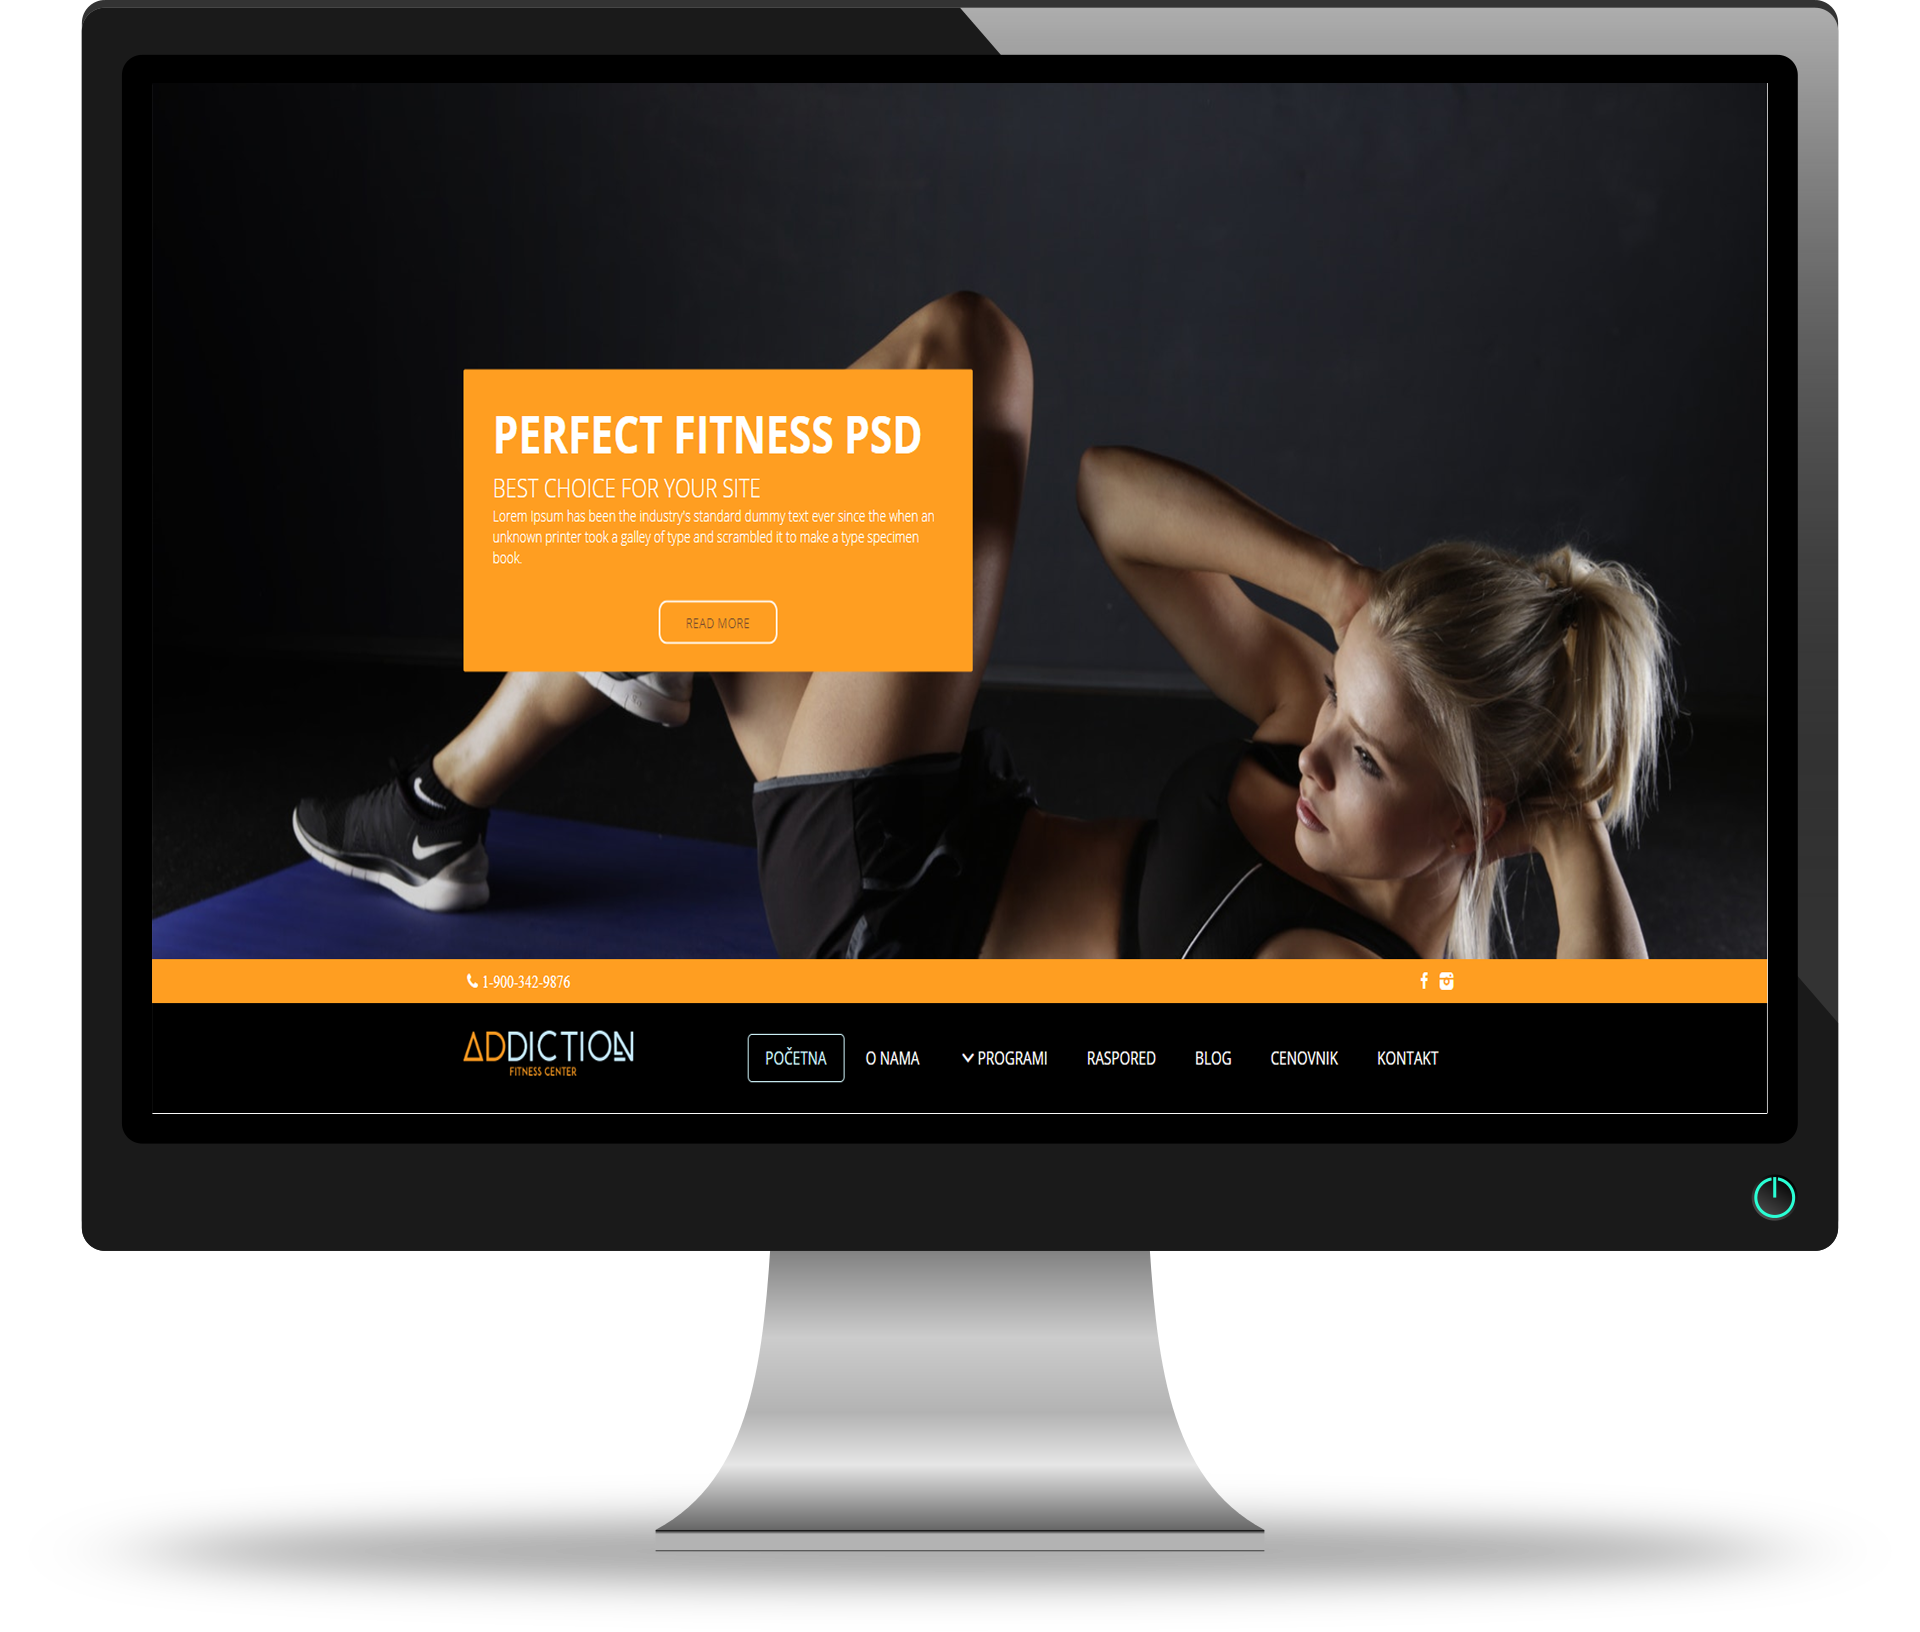 PERFECT FITNESS PSD
BEST CHOICE FOR YOUR SITE
Lorem Ipsum has been the industry's standard dummy text ever since the when an
unknown printer took a galley of type and scrambled it to make a type specimen
book.
READ MORE
1-900-342-9876
ADDICTION
FITNESS CENTER
POČETNA O NAMA PROGRAMI RASPORED BLOG CENOVNIK KONTAKT